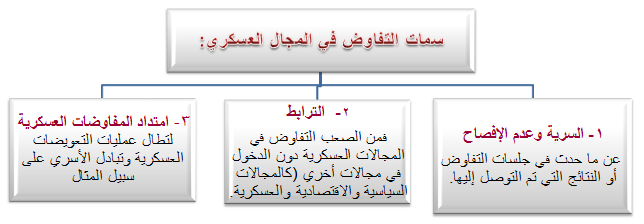 سمات التفاوض في المجال العسكري:
١- السرية وعدم الإفصاح
عن ما حدث في جلسات التفاوض
أو النتائج التي تم التوصل إليها.
٢- الترابط
فمن الصعب التفاوض في
المجالات العسكرية دون الدخول
في مجالات أخري (كالمجالات
السياسية والاقتصادية والعسكرية.
٣- امتداد المفاوضات العسكرية
لتطال عمليات التعويضات
العسكرية وتبادل الأسري على
سبيل المثال